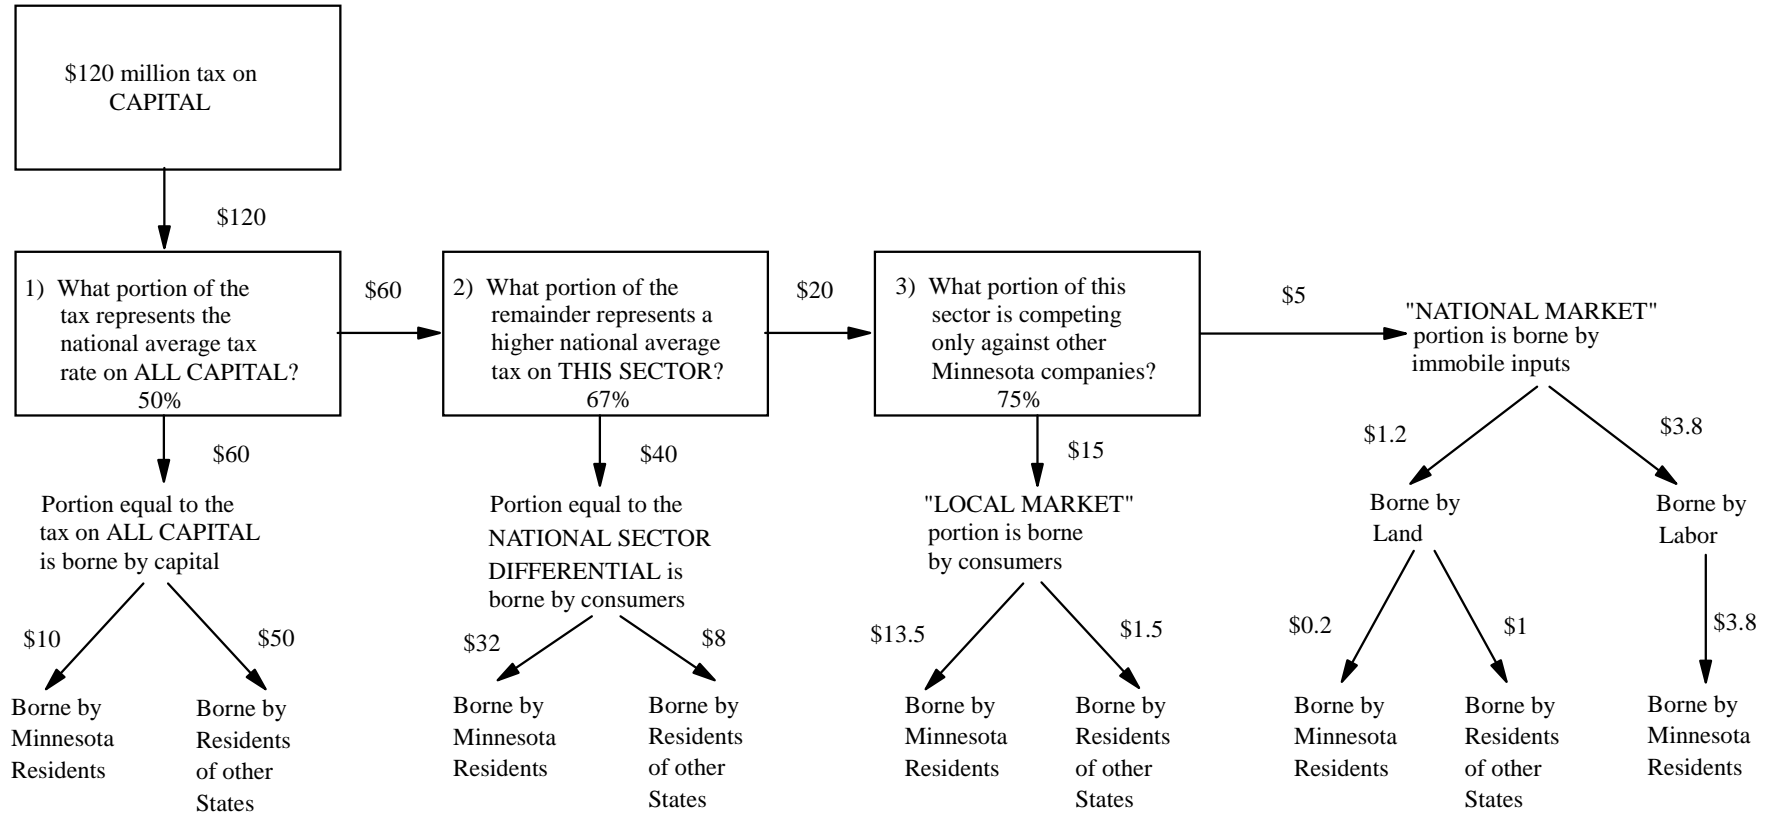 $120 million tax on
CAPITAL
$120
1) What portion of the
tax represents the
national average tax
rate on ALL CAPITAL?
50%
$60
2) What portion of the
remainder represents a
higher national average
tax on THIS SECTOR?
67%
$20
3) What portion of this
sector is competing
only against other
Minnesota companies?
75%
$5
"NATIONAL MARKET"
portion is borne by
immobile inputs
$60
Portion equal to the
tax on ALL CAPITAL
is borne by capital
$40
Portion equal to the
NATIONAL SECTOR
DIFFERENTIAL is
borne by consumers
$15
"LOCAL MARKET"
portion is borne
by consumers
$1.2
Borne by
Land
$3.8
Borne by
Labor
$10
Borne by
Minnesota
Residents
$50
Borne by
Residents
of other
States
$32
Borne by
Minnesota
Residents
$8
Borne by
Residents
of other
States
$13.5
Borne by
Minnesota
Residents
$1.5
Borne by
Residents
of other
States
$0.2
Borne by
Minnesota
Residents
$1
Borne by
Residents
of other
States
$3.8
Borne by
Minnesota
Residents